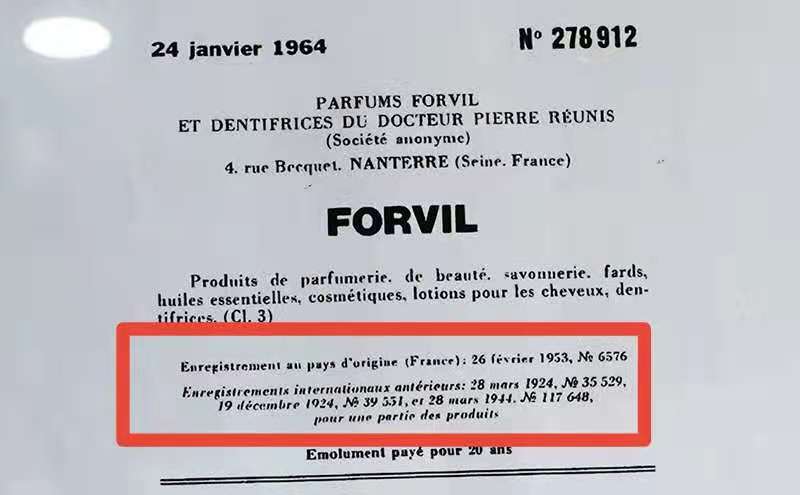 24 janvier 1964
Nº 278 912
PARFUMS FORVIL
ET DENTIFRICES DU DOCTEUR PIERRE RÉUNIS
(Société anonyme)
4, rue Becquet, NANTERRE (Seine, France)
FORVIL
Produits de parfumerie, de beauté, savonnerie, fards,
huiles essentielles, cosmétiques, lotions pour les cheveux, den-
tifrices. (Cl. 3)
Enregistrement au pays d'origine (France): 26 février 1953, № 6576
Enregistrements internationaux antérieurs: 28 mars 1924, № 35 529,
19 décembre 1924, № 39 551, et 28 mars 1944, № 117 648,
pour une partie des produits
Emolument payé pour 20 ans